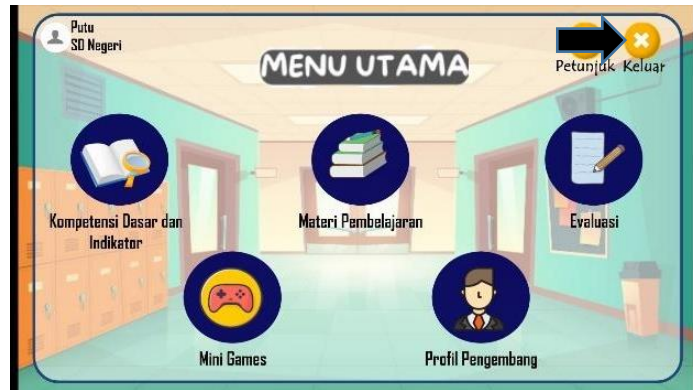 Putu
SD Negeri
MENU UTAMA
Petunjuk Keluar
Kompetensi Dasar dan
Indikator
Materi Pembelajaran
Evaluasi
Mini Games
Profil Pengembang